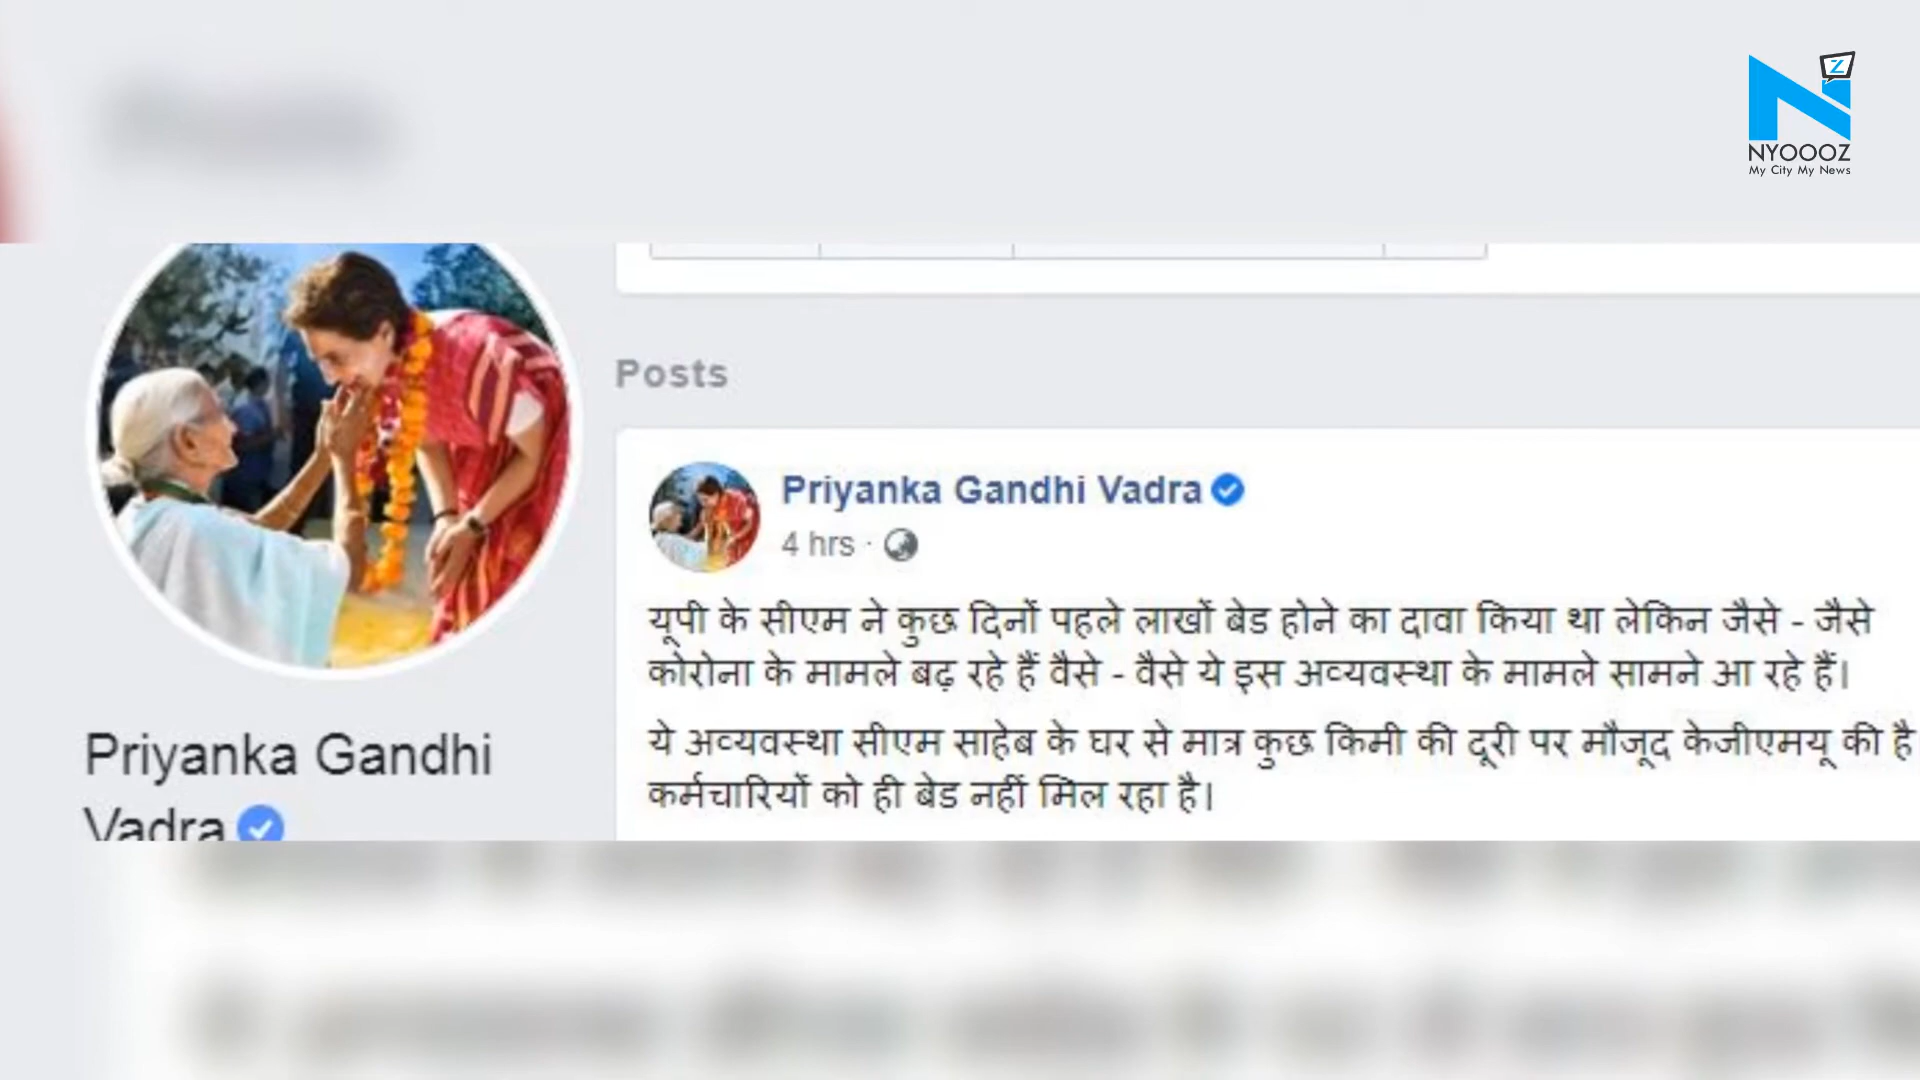 Z
NYOOOZ
My City My News
Posts
Priyanka Gandhi Vadra
4 hrs ·
यूपी के सीएम ने कुछ दिनों पहले लाखों बेड होने का दावा किया था लेकिन जैसे - जैसे
कोरोना के मामले बढ़ रहे हैं वैसे - वैसे ये इस अव्यवस्था के मामले सामने आ रहे हैं।
ये अव्यवस्था सीएम साहेब के घर से मात्र कुछ किमी की दूरी पर मौजूद केजीएमयू की है
कर्मचारियों को ही बेड नहीं मिल रहा है।
Priyanka Gandhi
Vadra